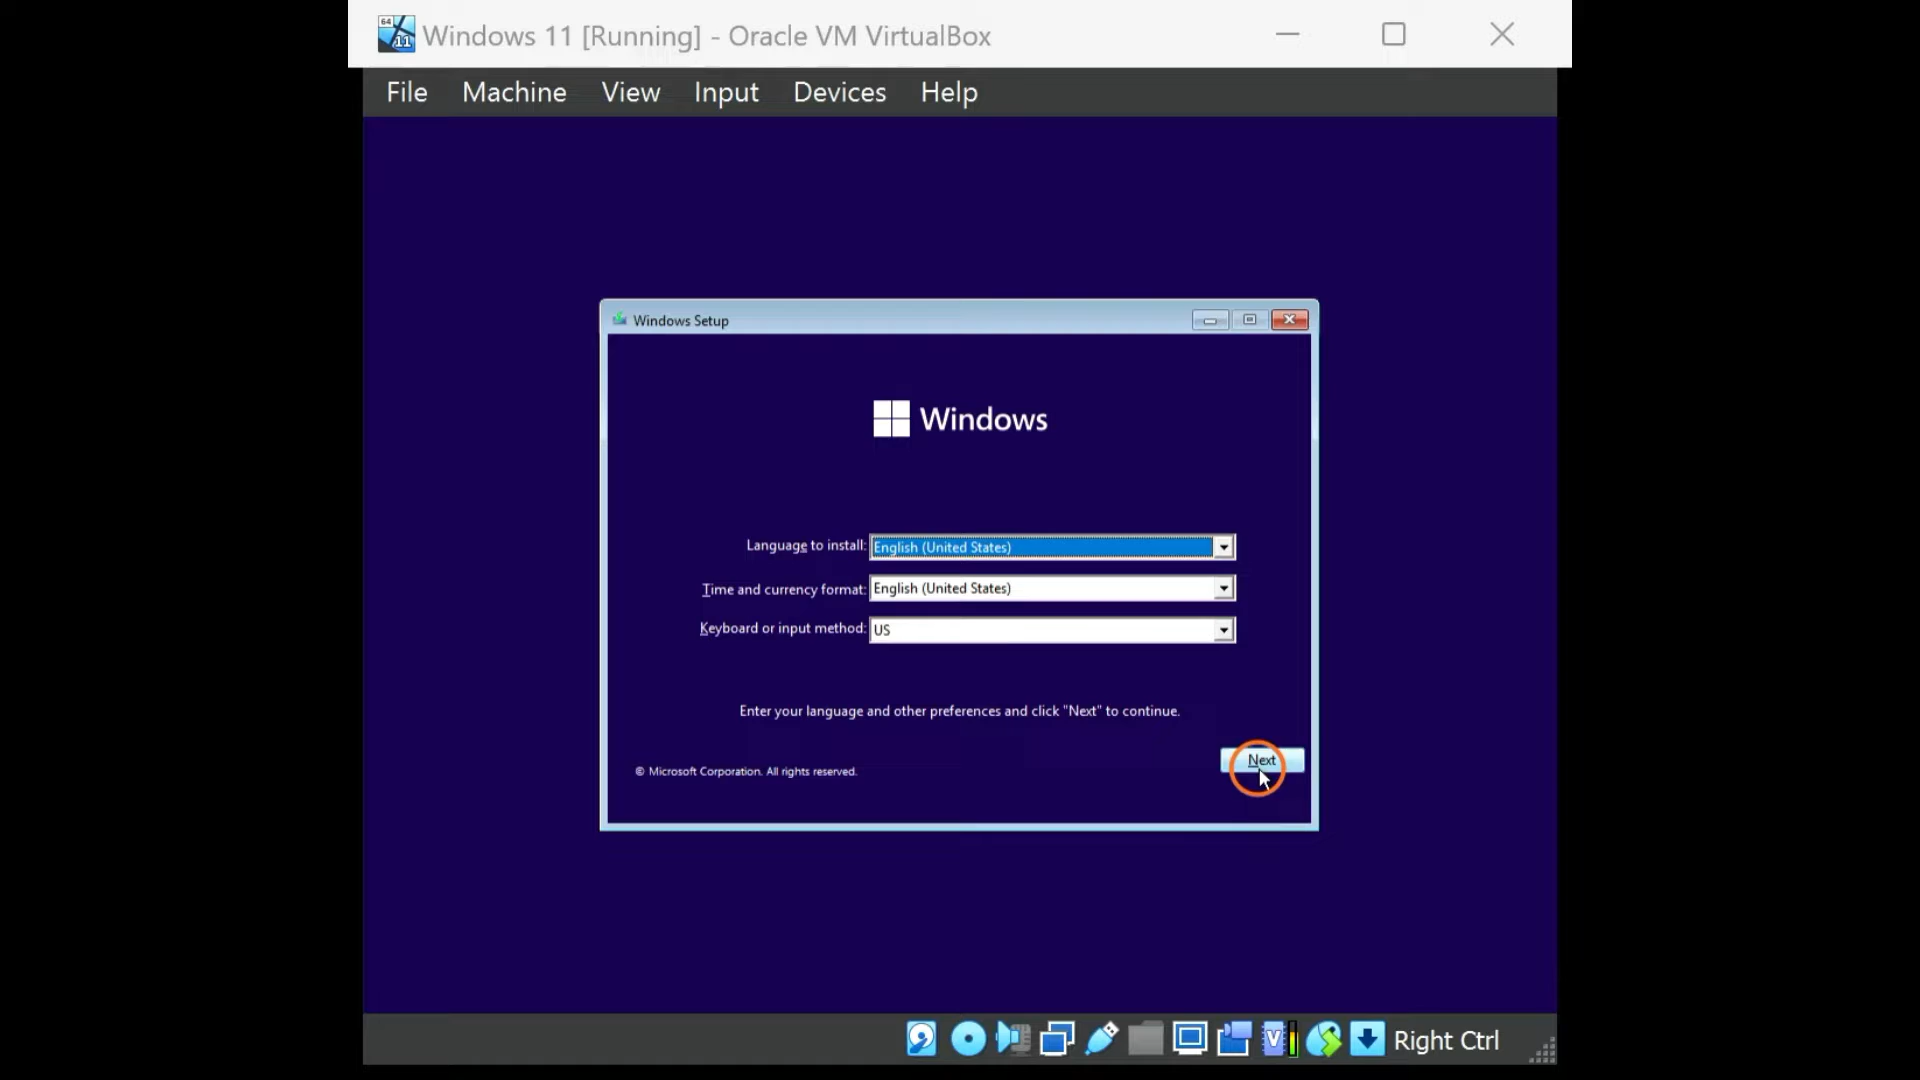 64
11
Windows 11 [Running] - Oracle VM VirtualBox
File Machine View Input Devices Help
Windows Setup
Windows
Language to install: English (United States)
Time and currency format: English (United States)
Keyboard or input method: US
Enter your language and other preferences and click "Next" to continue.
Next
© Microsoft Corporation. All rights reserved.
V
Right Ctrl